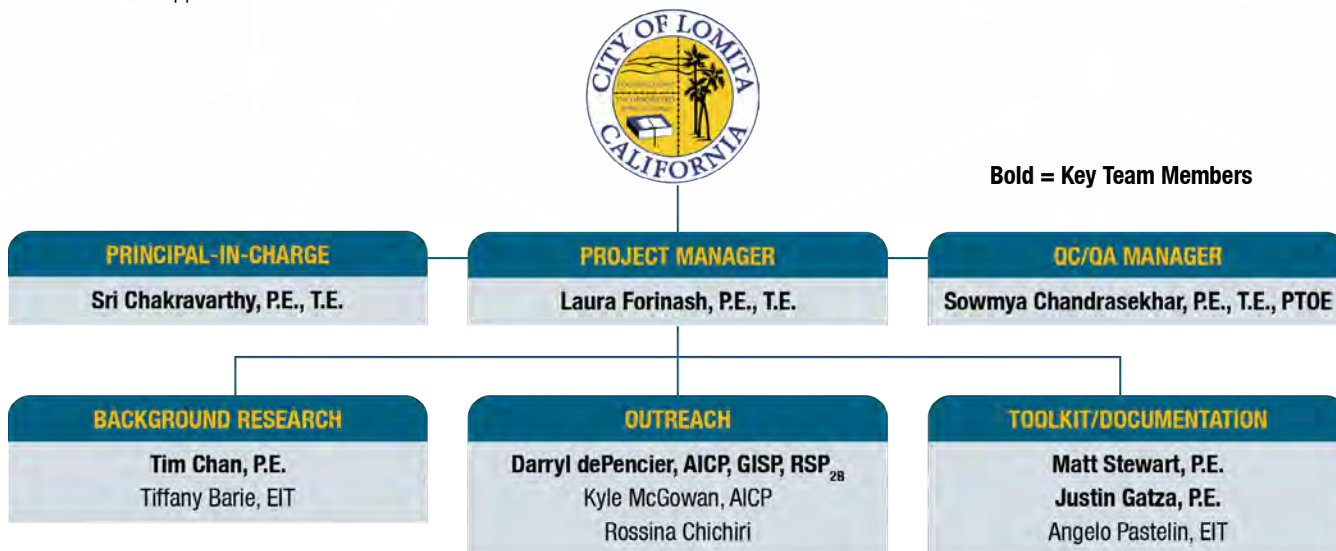 CITY OF LOMITA
CALIFORNIA
Bold = Key Team Members
PRINCIPAL-IN-CHARGE
Sri Chakravarthy, P.E., T.E.
PROJECT MANAGER
Laura Forinash, P.E., T.E.
QC/QA MANAGER
Sowmya Chandrasekhar, P.E., T.E., PTOE
BACKGROUND RESEARCH
Tim Chan, P.E.
Tiffany Barie, EIT
OUTREACH
Darryl dePencier, AICP, GISP, RSP2B
Kyle McGowan, AICP
Rossina Chichiri
TOOLKIT/DOCUMENTATION
Matt Stewart, P.E.
Justin Gatza, P.E.
Angelo Pastelin, EIT